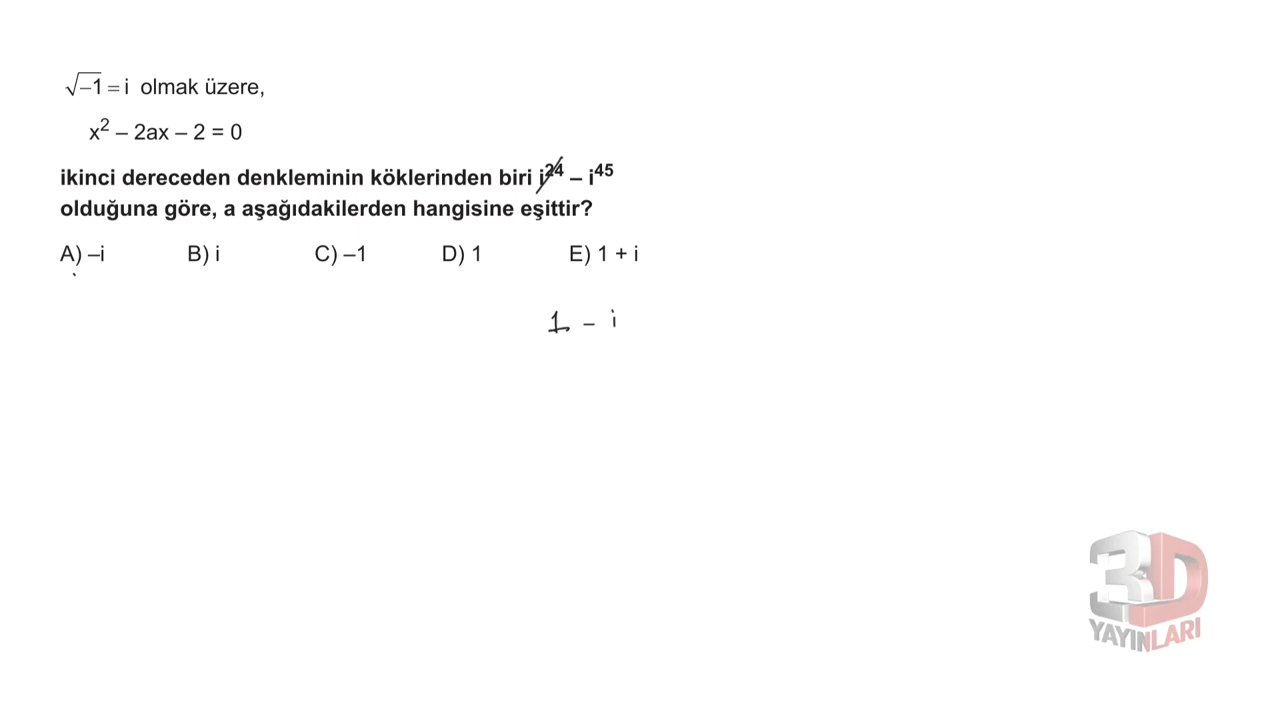 √−1 = i olmak üzere,
x² – 2ax – 2 = 0
ikinci dereceden denkleminin köklerinden biri i²⁴ – i⁴⁵
olduğuna göre, a aşağıdakilerden hangisine eşittir?
A) –i B) i C) –1 D) 1 E) 1 + i
1 - i
3D
YAYINLARI